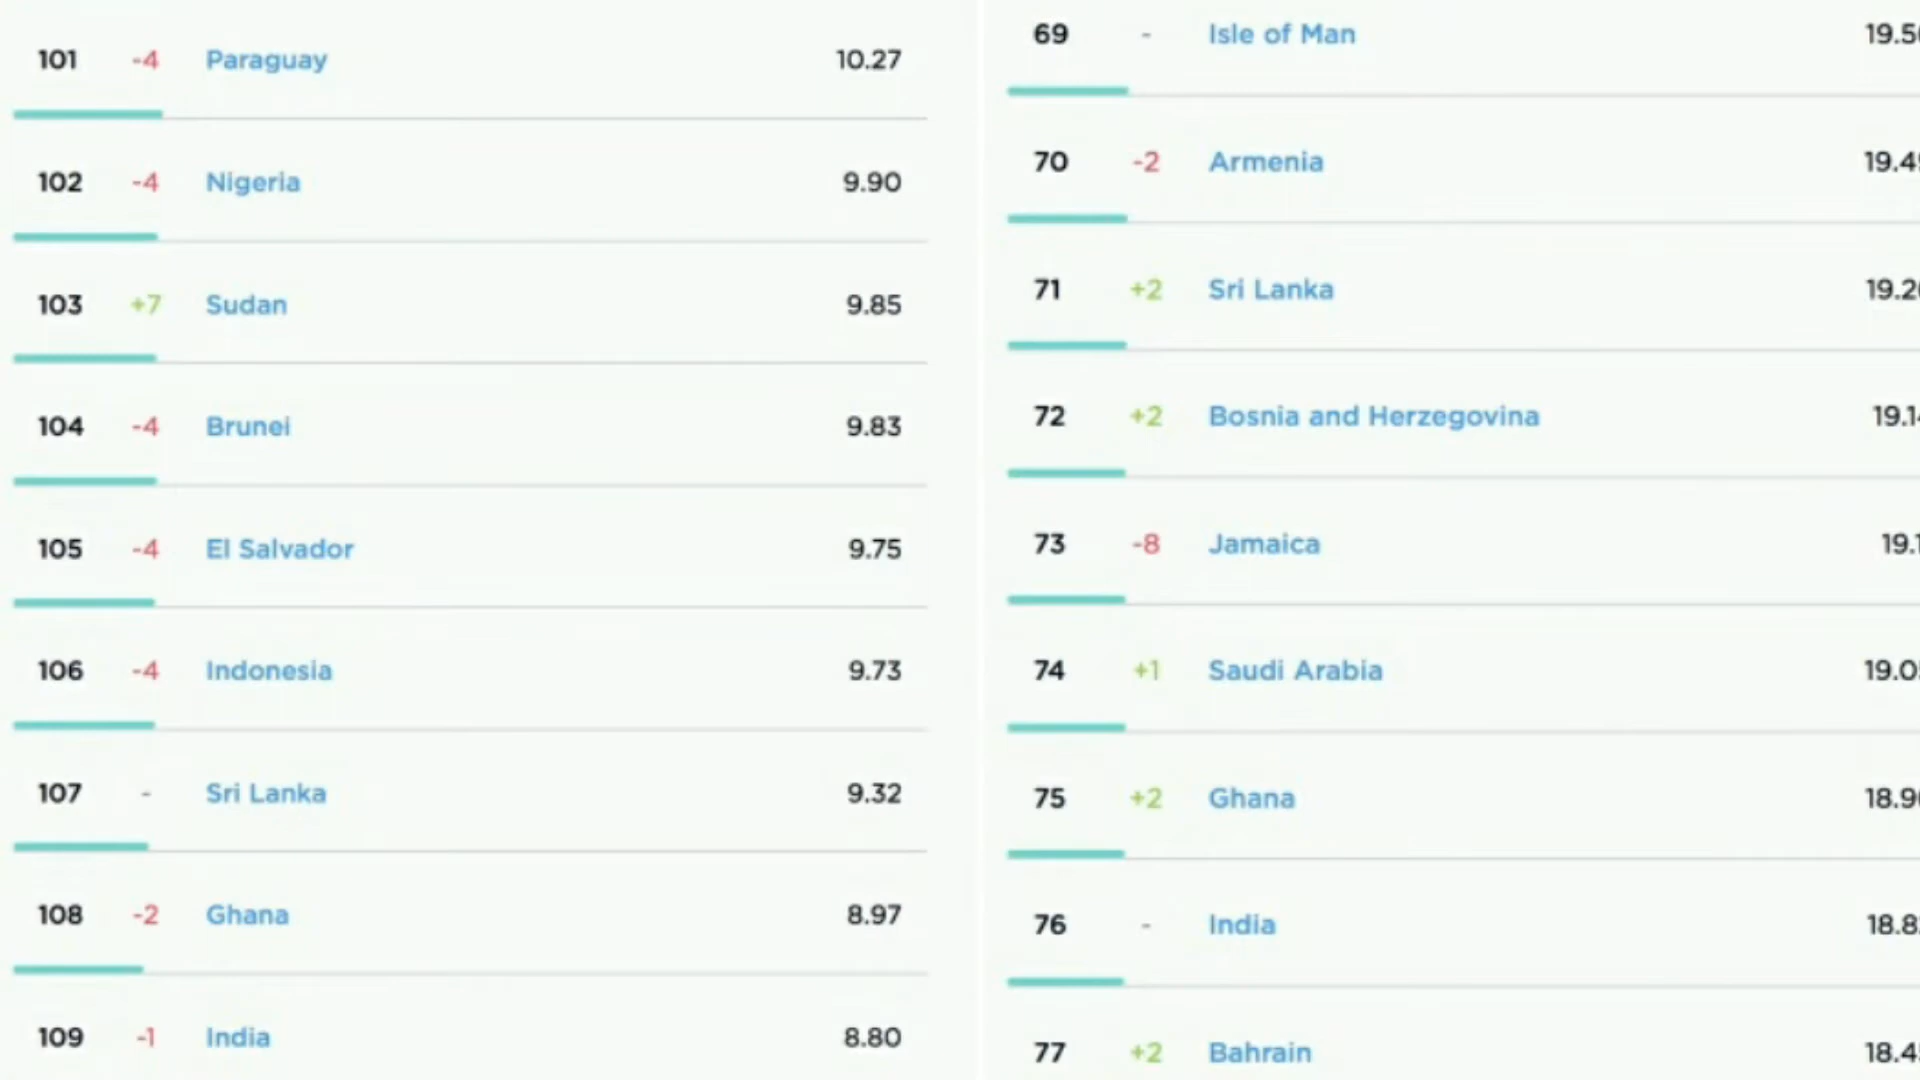 101 -4 Paraguay 10.27
102 -4 Nigeria 9.90
103 +7 Sudan 9.85
104 -4 Brunei 9.83
105 -4 El Salvador 9.75
106 -4 Indonesia 9.73
107 - Sri Lanka 9.32
108 -2 Ghana 8.97
109 -1 India 8.80
69 - Isle of Man
70 -2 Armenia
71 +2 Sri Lanka
72 +2 Bosnia and Herzegovina
73 -8 Jamaica
74 +1 Saudi Arabia
75 +2 Ghana
76 - India
77 +2 Bahrain